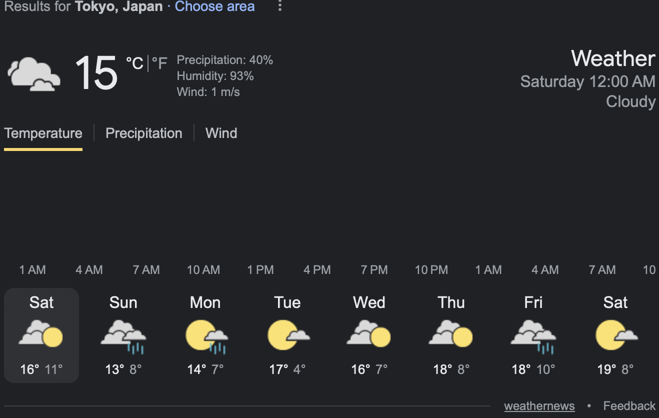 Results for Tokyo, Japan · Choose area
15 °C|°F
Precipitation: 40%
Humidity: 93%
Wind: 1 m/s
Weather
Saturday 12:00 AM
Cloudy
Temperature | Precipitation | Wind
1 AM 4 AM 7 AM 10 AM 1 PM 4 PM 7 PM 10 PM 1 AM 4 AM 7 AM 10
Sat Sun Mon Tue Wed Thu Fri Sat
16° 11° 13° 8° 14° 7° 17° 4° 16° 7° 18° 8° 18° 10° 19° 8°
weathernews • Feedback